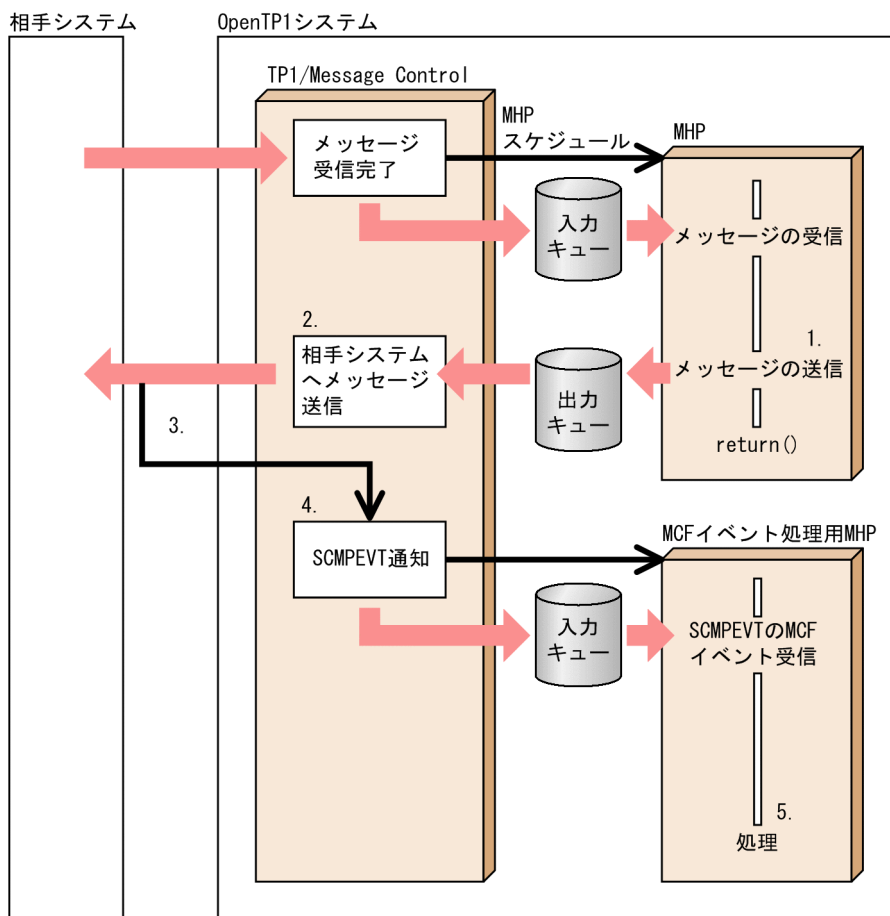 相手システム
OpenTP1システム
TP1/Message Control
MHP
スケジュール
MHP
メッセージ
受信完了
入力
キュー
メッセージの受信
1.
2.
相手システム
へメッセージ
送信
出力
キュー
メッセージの送信
3.
return()
4.
SCMPEVT通知
MCFイベント処理用MHP
入力
キュー
SCMPEVTのMCF
イベント受信
5.
処理